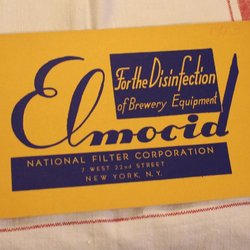 For the Disinfection
of Brewery Equipment
Elmocid
NATIONAL FILTER CORPORATION
7 WEST 22nd STREET
NEW YORK, N.Y.